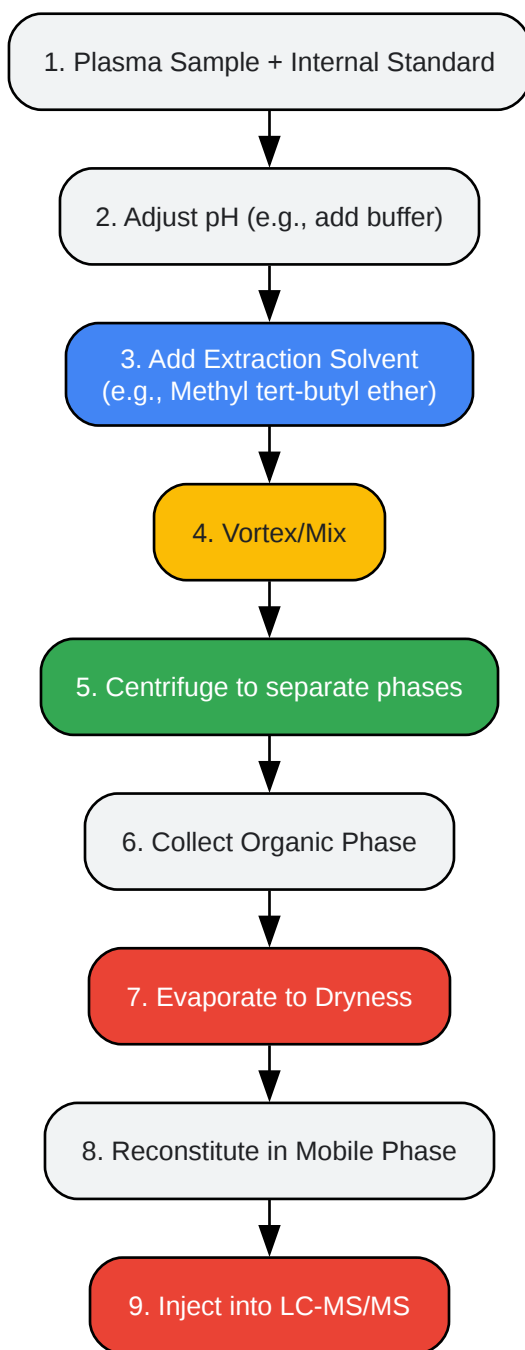 1. Plasma Sample + Internal Standard
2. Adjust pH (e.g., add buffer)
3. Add Extraction Solvent
(e.g., Methyl tert-butyl ether)
4. Vortex/Mix
5. Centrifuge to separate phases
6. Collect Organic Phase
7. Evaporate to Dryness
8. Reconstitute in Mobile Phase
9. Inject into LC-MS/MS